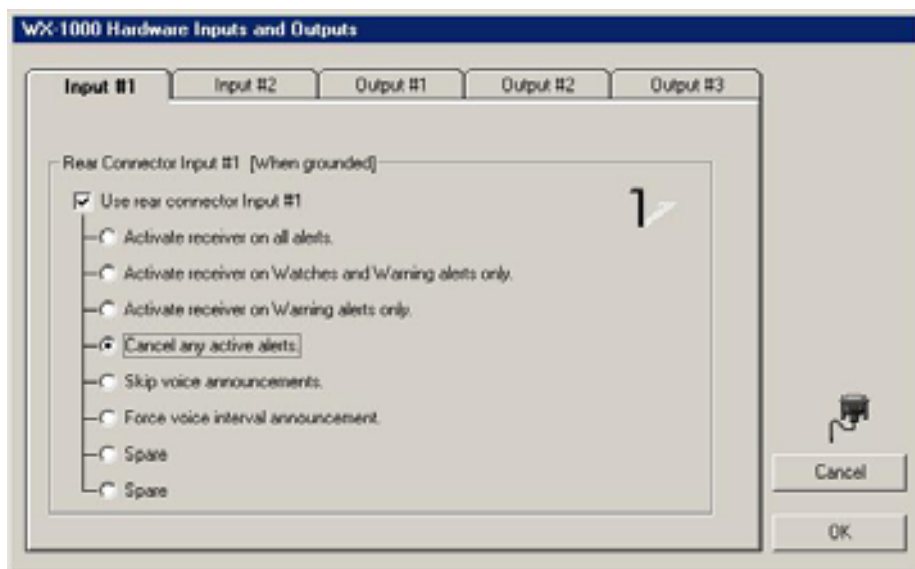 WX-1000 Hardware Inputs and Outputs
Input #1 Input #2 Output #1 Output #2 Output #3
Rear Connector Input #1 [When grounded]
Use rear connector Input #1
1
Activate receiver on all alerts.
Activate receiver on Watches and Warning alerts only.
Activate receiver on Warning alerts only.
Cancel any active alerts.
Skip voice announcements.
Force voice interval announcement.
Spare
Spare
Cancel
OK